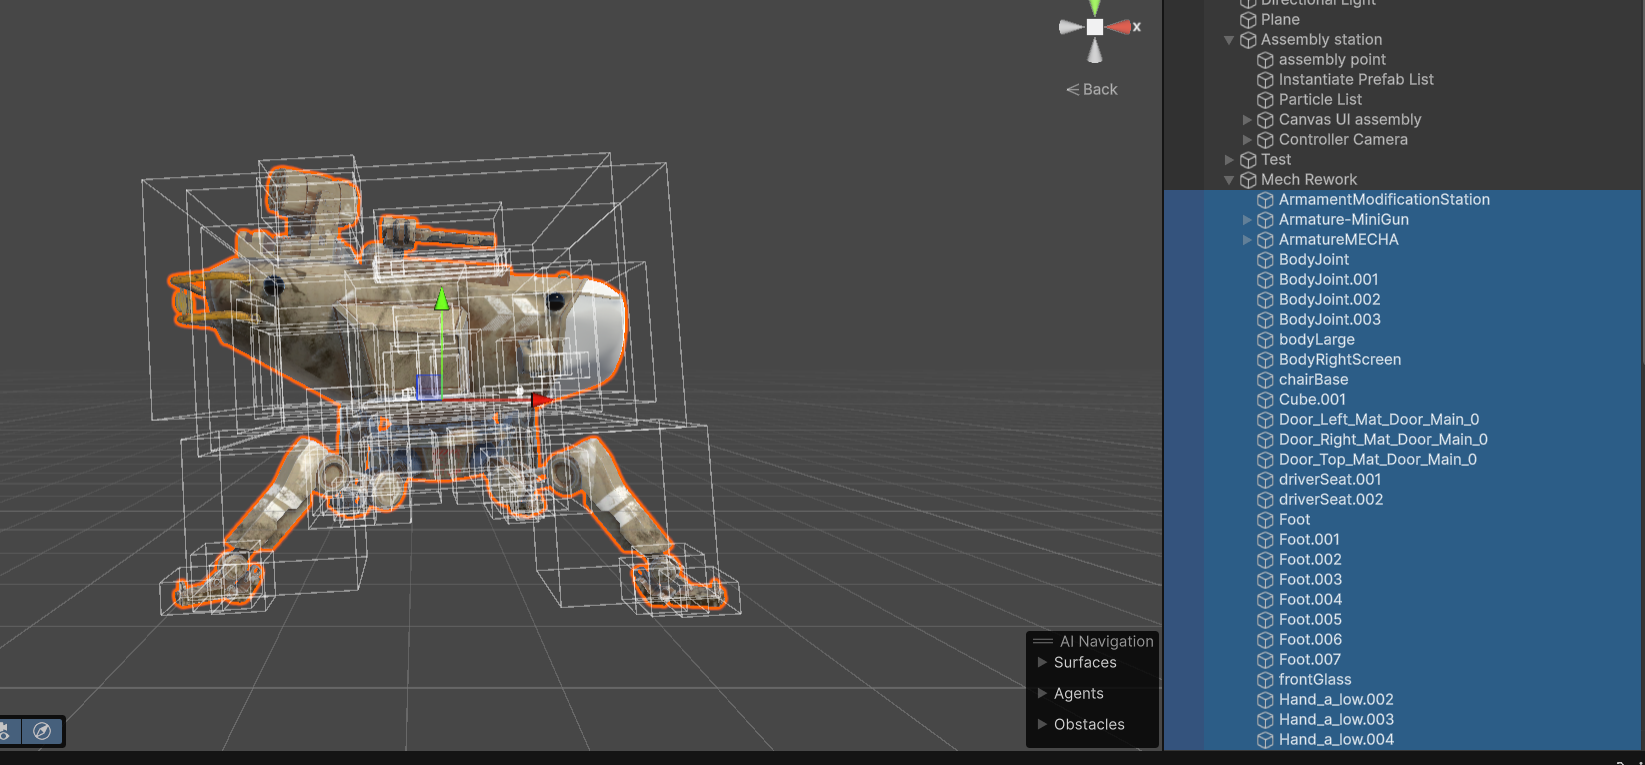 x
Back
AI Navigation
Surfaces
Agents
Obstacles
Directional Light
Plane
Assembly station
assembly point
Instantiate Prefab List
Particle List
Canvas UI assembly
Controller Camera
Test
Mech Rework
ArmamentModificationStation
Armature-MiniGun
ArmatureMECHA
BodyJoint
BodyJoint.001
BodyJoint.002
BodyJoint.003
bodyLarge
BodyRightScreen
chairBase
Cube.001
Door_Left_Mat_Door_Main_0
Door_Right_Mat_Door_Main_0
Door_Top_Mat_Door_Main_0
driverSeat.001
driverSeat.002
Foot
Foot.001
Foot.002
Foot.003
Foot.004
Foot.005
Foot.006
Foot.007
frontGlass
Hand_a_low.002
Hand_a_low.003
Hand_a_low.004